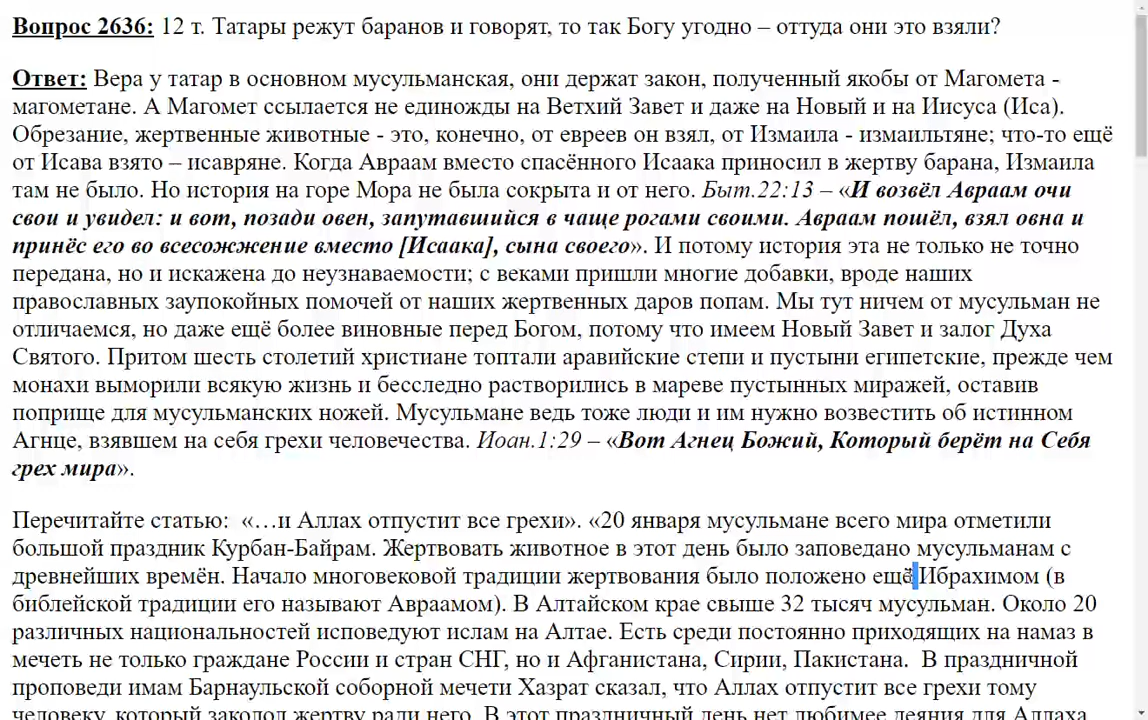 Вопрос 2636: 12 т. Татары режут баранов и говорят, то так Богу угодно – оттуда они это взяли?
Ответ: Вера у татар в основном мусульманская, они держат закон, полученный якобы от Магомета -
магометане. А Магомет ссылается не единожды на Ветхий Завет и даже на Новый и на Иисуса (Иса).
Обрезание, жертвенные животные - это, конечно, от евреев он взял, от Измаила - измаильтяне; что-то ещё
от Исава взято – исавряне. Когда Авраам вместо спасённого Исаака приносил в жертву барана, Измаила
там не было. Но история на горе Мора не была сокрыта и от него. Быт.22:13 – «И возвёл Авраам очи
свои и увидел: и вот, позади овен, запутавшийся в чаще рогами своими. Авраам пошёл, взял овна и
принёс его во всесожжение вместо [Исаака], сына своего». И потому история эта не только не точно
передана, но и искажена до неузнаваемости; с веками пришли многие добавки, вроде наших
православных заупокойных помочей от наших жертвенных даров попам. Мы тут ничем от мусульман не
отличаемся, но даже ещё более виновные перед Богом, потому что имеем Новый Завет и залог Духа
Святого. Притом шесть столетий христиане топтали аравийские степи и пустыни египетские, прежде чем
монахи выморили всякую жизнь и бесследно растворились в мареве пустынных миражей, оставив
поприще для мусульманских ножей. Мусульмане ведь тоже люди и им нужно возвестить об истинном
Агнце, взявшем на себя грехи человечества. Иоан.1:29 – «Вот Агнец Божий, Который берёт на Себя
грех мира».
Перечитайте статью:  «…и Аллах отпустит все грехи». «20 января мусульмане всего мира отметили
большой праздник Курбан-Байрам. Жертвовать животное в этот день было заповедано мусульманам с
древнейших времён. Начало многовековой традиции жертвования было положено ещё Ибрахимом (в
библейской традиции его называют Авраамом). В Алтайском крае свыше 32 тысяч мусульман. Около 20
различных национальностей исповедуют ислам на Алтае. Есть среди постоянно приходящих на намаз в
мечеть не только граждане России и стран СНГ, но и Афганистана, Сирии, Пакистана.  В праздничной
проповеди имам Барнаульской соборной мечети Хазрат сказал, что Аллах отпустит все грехи тому
человеку, который заколол жертву ради него. В этот праздничный день нет любимее деяния для Аллаха,